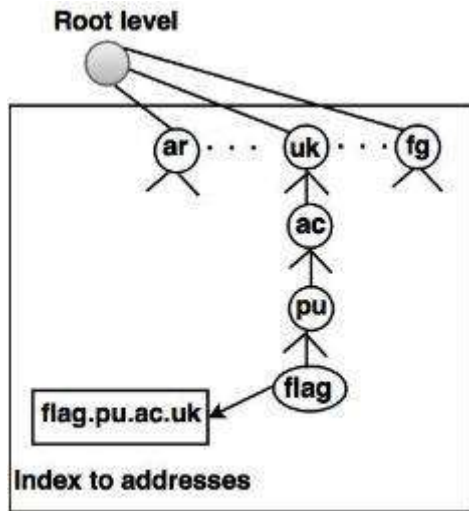 Root level
ar . . . uk . . . fg
ac
pu
flag
flag.pu.ac.uk
Index to addresses